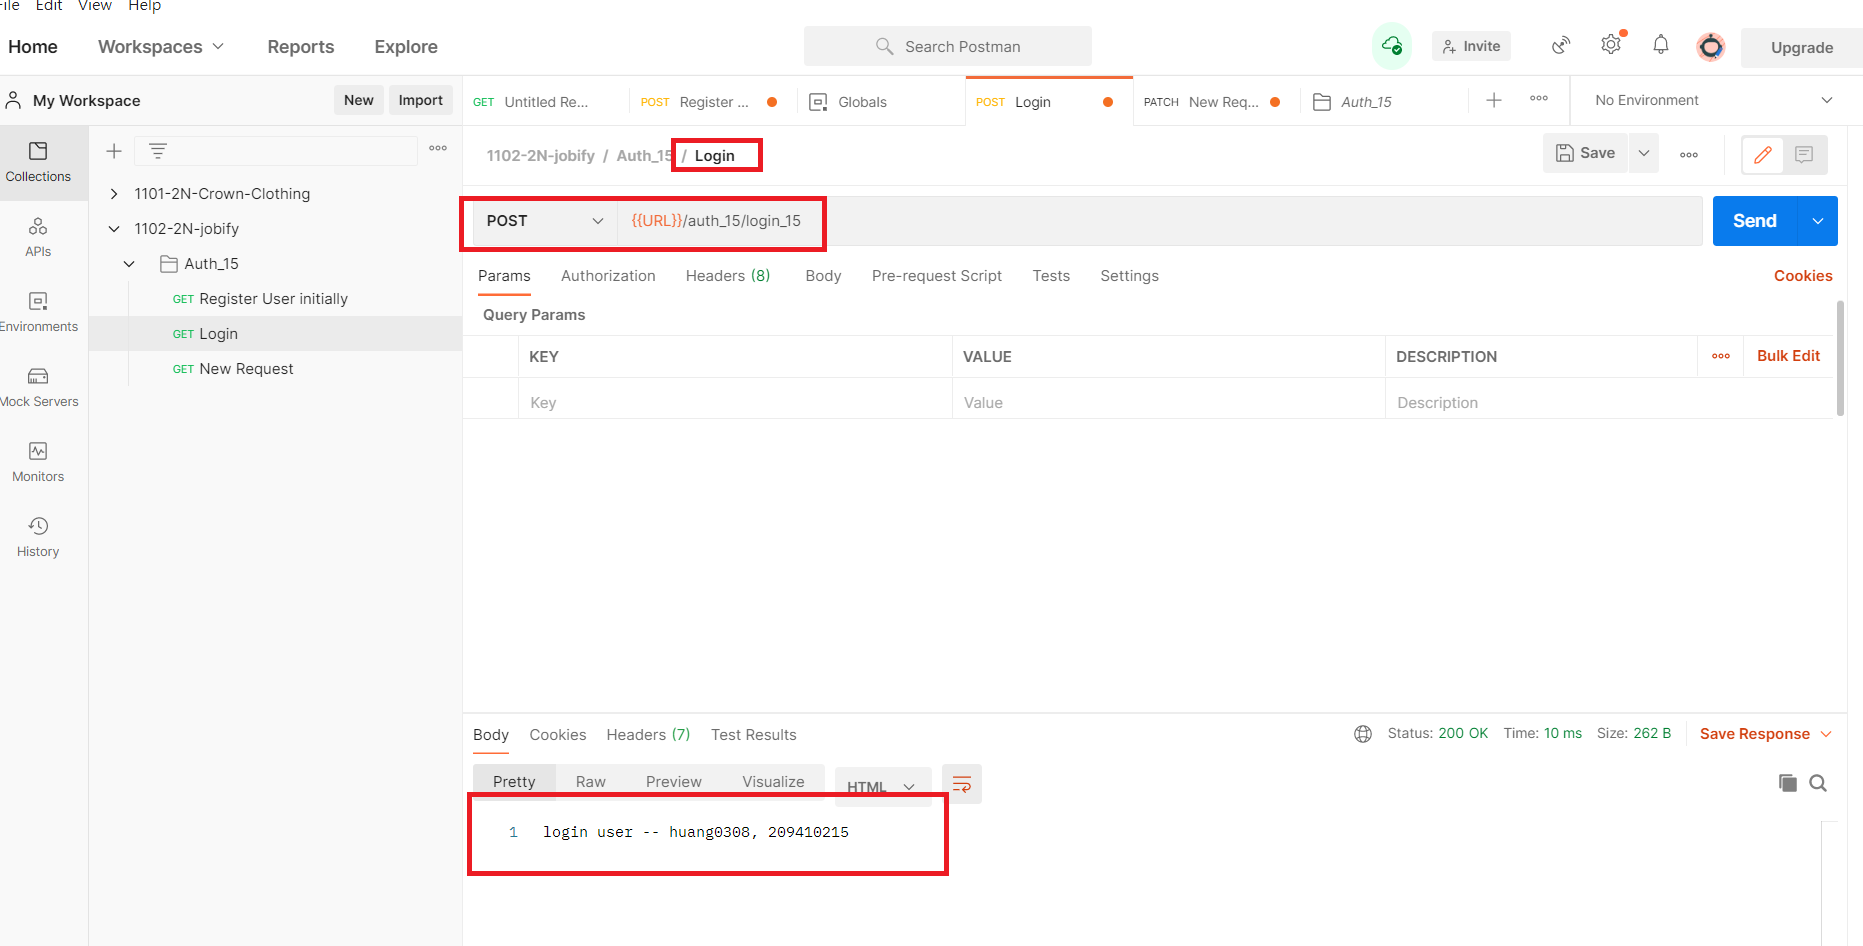 File Edit View Help
Home Workspaces Reports Explore Search Postman Invite Upgrade
My Workspace New Import GET Untitled Re... POST Register ... Globals POST Login PATCH New Req... Auth_15 No Environment
1102-2N-jobify / Auth_15 / Login Save
Collections
1101-2N-Crown-Clothing
1102-2N-jobify
Auth_15
GET Register User initially
GET Login
GET New Request
APIs
Environments
Mock Servers
Monitors
History
POST {{URL}}/auth_15/login_15 Send
Params Authorization Headers (8) Body Pre-request Script Tests Settings Cookies
Query Params
KEY VALUE DESCRIPTION Bulk Edit
Key Value Description
Body Cookies Headers (7) Test Results Status: 200 OK Time: 10 ms Size: 262 B Save Response
Pretty Raw Preview Visualize HTML
1 login user -- huang0308, 209410215